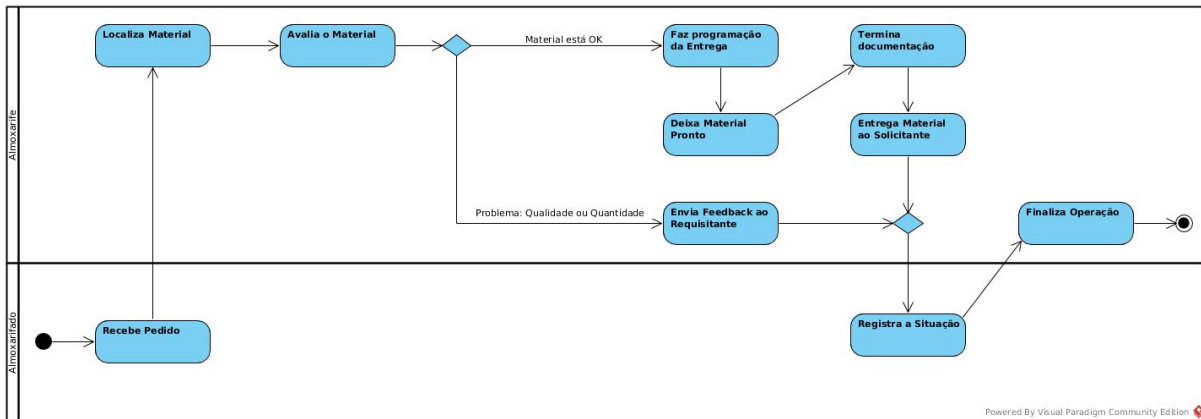 Almoxarife
Localiza Material
Avalia o Material
Material está OK
Faz programação
da Entrega
Termina
documentação
Deixa Material
Pronto
Entrega Material
ao Solicitante
Problema: Qualidade ou Quantidade
Envia Feedback ao
Requisitante
Finaliza Operação
Almoxarifado
Recebe Pedido
Registra a Situação
Powered By Visual Paradigm Community Edition